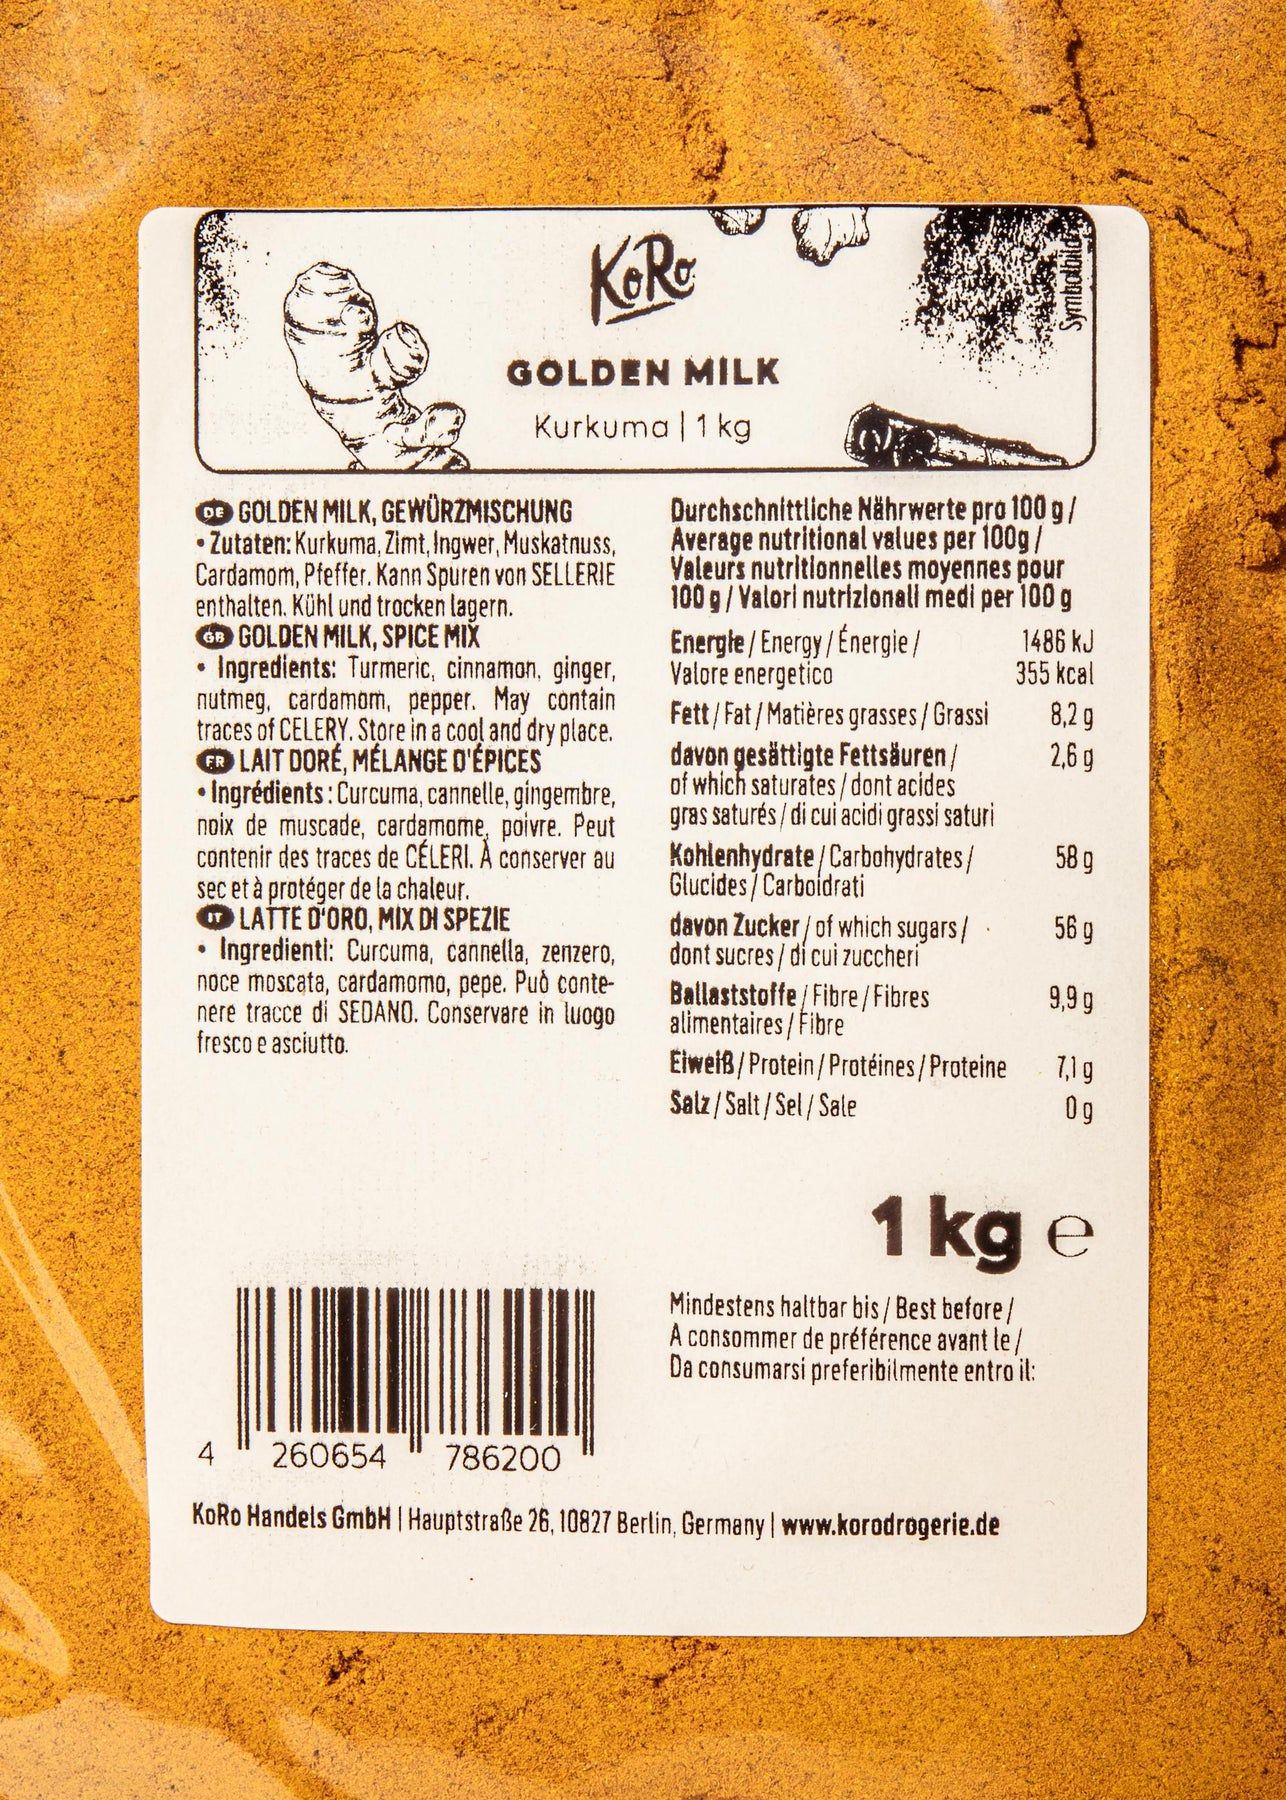 KoRo
Symbolbild
GOLDEN MILK
Kurkuma | 1 kg
DE GOLDEN MILK, GEWÜRZMISCHUNG
• Zutaten: Kurkuma, Zimt, Ingwer, Muskatnuss,
Cardamom, Pfeffer. Kann Spuren von SELLERIE
enthalten. Kühl und trocken lagern.
GB GOLDEN MILK, SPICE MIX
• Ingredients: Turmeric, cinnamon, ginger,
nutmeg, cardamom, pepper. May contain
traces of CELERY. Store in a cool and dry place.
FR LAIT DORÉ, MÉLANGE D'ÉPICES
• Ingrédients : Curcuma, cannelle, gingembre,
noix de muscade, cardamome, poivre. Peut
contenir des traces de CÉLERI. À conserver au
sec et à protéger de la chaleur.
IT LATTE D'ORO, MIX DI SPEZIE
• Ingredienti: Curcuma, cannella, zenzero,
noce moscata, cardamomo, pepe. Può conte-
nere tracce di SEDANO. Conservare in luogo
fresco e asciutto.
Durchschnittliche Nährwerte pro 100 g /
Average nutritional values per 100g /
Valeurs nutritionnelles moyennes pour
100 g / Valori nutrizionali medi per 100 g
Energie / Energy / Énergie / 1486 kJ
Valore energetico 355 kcal
Fett / Fat / Matières grasses / Grassi 8,2 g
davon gesättigte Fettsäuren / 2,6 g
of which saturates / dont acides
gras saturés / di cui acidi grassi saturi
Kohlenhydrate / Carbohydrates / 58 g
Glucides / Carboidrati
davon Zucker / of which sugars / 56 g
dont sucres / di cui zuccheri
Ballaststoffe / Fibre / Fibres 9,9 g
alimentaires / Fibre
Eiweiß / Protein / Protéines / Proteine 7,1 g
Salz / Salt / Sel / Sale 0 g
1 kg ℮
Mindestens haltbar bis / Best before /
A consommer de préférence avant le /
Da consumarsi preferibilmente entro il:
4 260654 786200
KoRo Handels GmbH | Hauptstraße 26, 10827 Berlin, Germany | www.korodrogerie.de